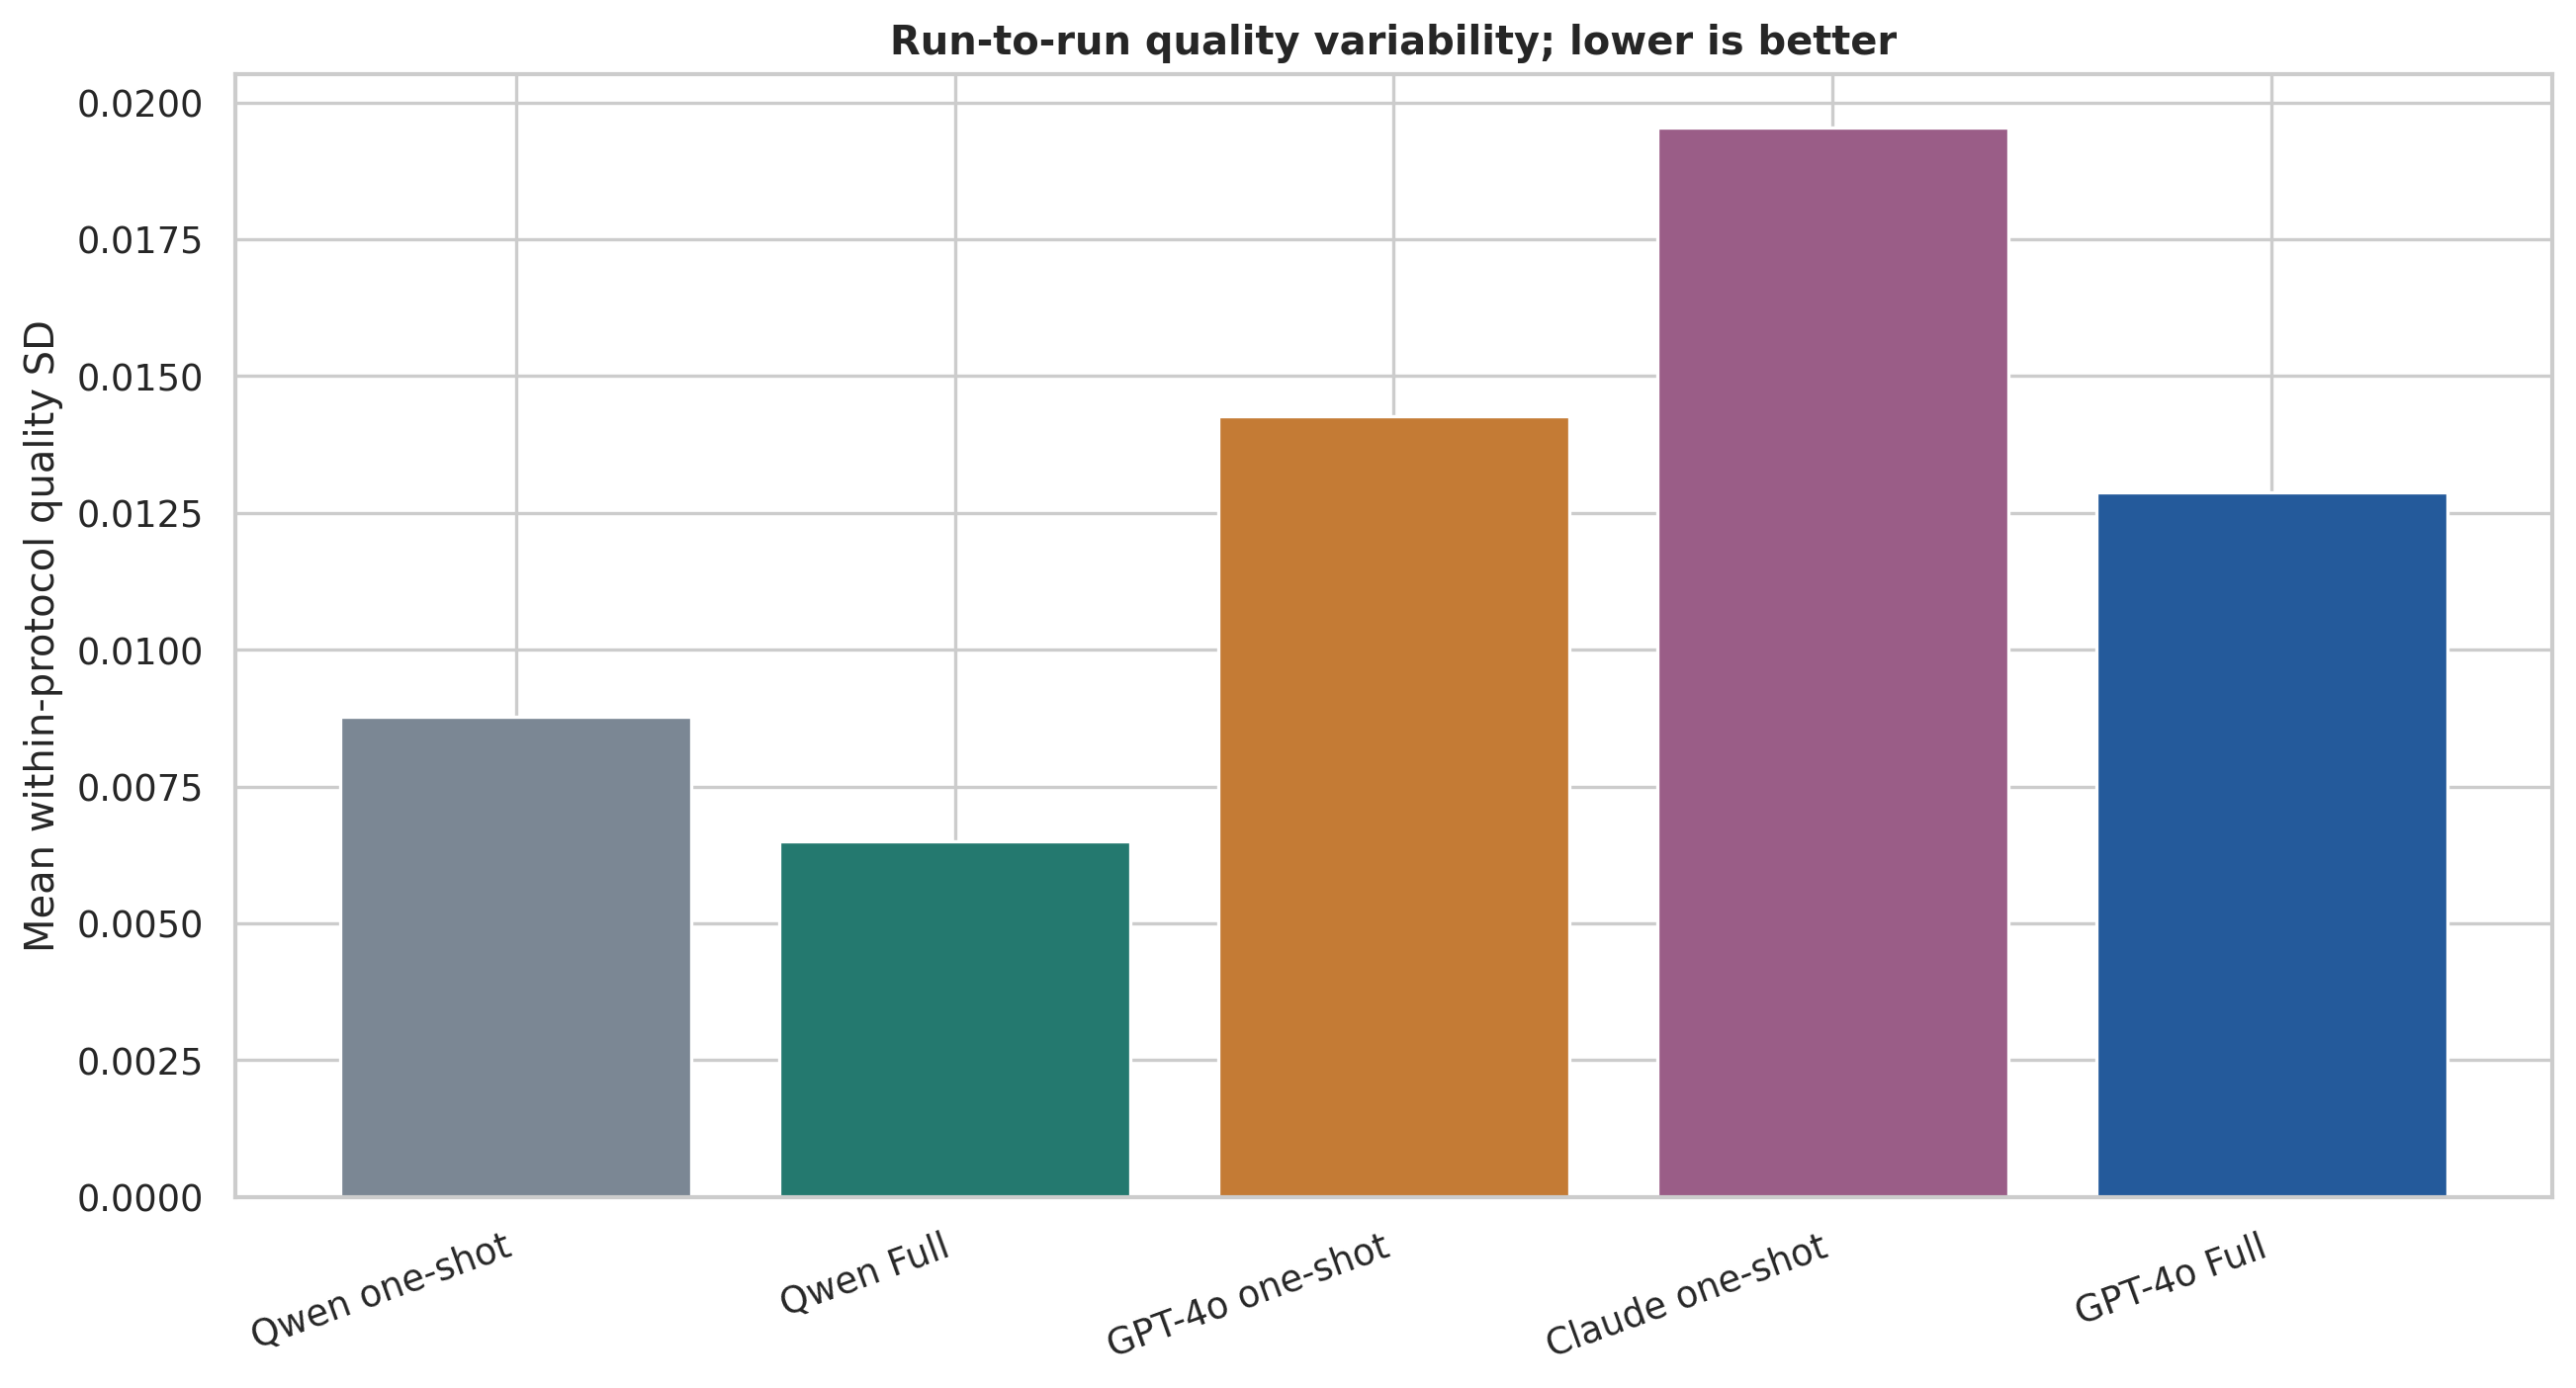 Run-to-run quality variability; lower is better
Mean within-protocol quality SD
0.0200
0.0175
0.0150
0.0125
0.0100
0.0075
0.0050
0.0025
0.0000
Qwen one-shot
Qwen Full
GPT-4o one-shot
Claude one-shot
GPT-4o Full